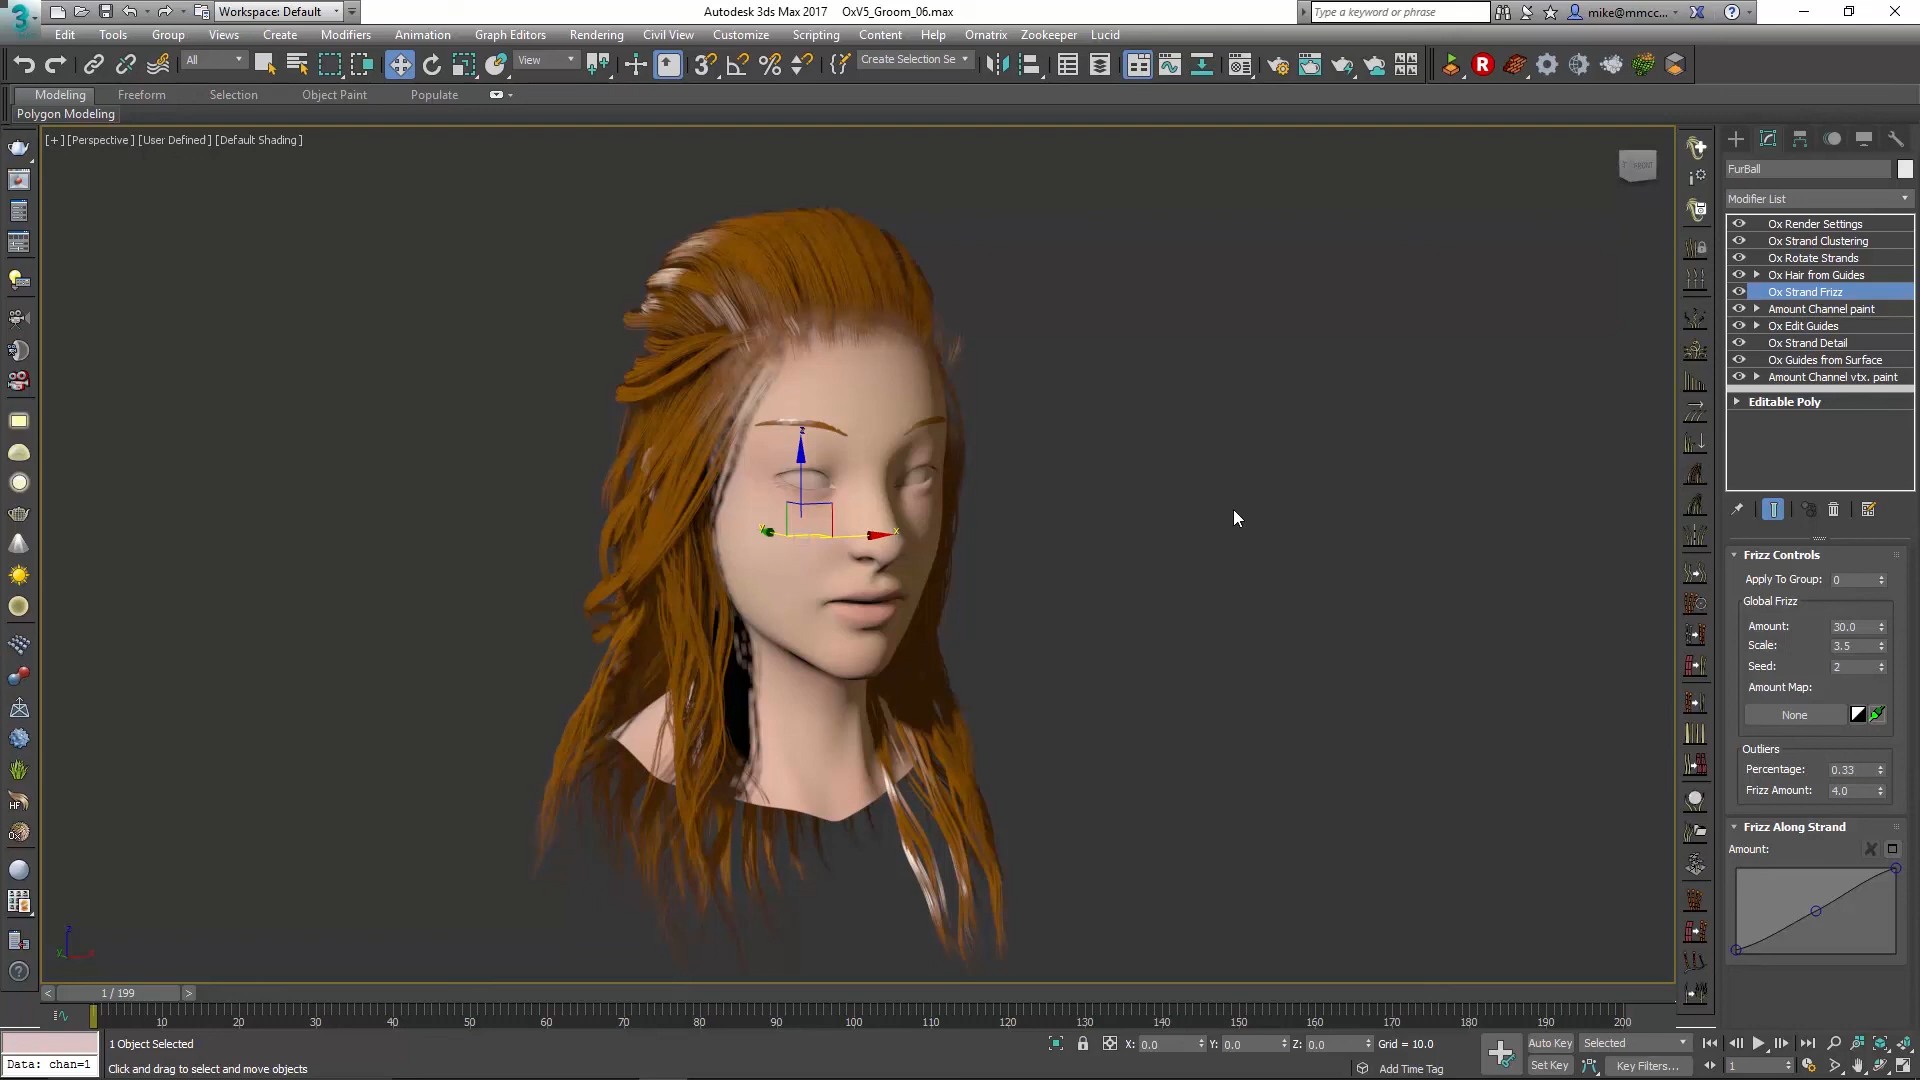 3
MAX
Workspace: Default
Autodesk 3ds Max 2017    OxV5_Groom_06.max
Type a keyword or phrase
mike@mmcc...
Edit Tools Group Views Create Modifiers Animation Graph Editors Rendering Civil View Customize Scripting Content Help Ornatrix Zookeeper Lucid
All
View
3
Create Selection Se
R
Modeling Freeform Selection Object Paint Populate
Polygon Modeling
[+] [Perspective] [User Defined] [Default Shading]
FRONT
FurBall
Modifier List
Ox Render Settings
Ox Strand Clustering
Ox Rotate Strands
Ox Hair from Guides
Ox Strand Frizz
Amount Channel paint
Ox Edit Guides
Ox Strand Detail
Ox Guides from Surface
Amount Channel vtx. paint
Editable Poly
z
y
x
Frizz Controls
Apply To Group: 0
Global Frizz
Amount: 30.0
Scale: 3.5
Seed: 2
Amount Map:
None
Outliers
Percentage: 0.33
Frizz Amount: 4.0
Frizz Along Strand
Amount:
HF
Ox
z
y
x
< 1 / 199 >
10 20 30 40 50 60 70 80 90 100 110 120 130 140 150 160 170 180 190 200
1 Object Selected
X: 0.0 Y: 0.0 Z: 0.0 Grid = 10.0
Auto Key Selected
Data: chan=1
Click and drag to select and move objects
Add Time Tag
Set Key Key Filters...
1